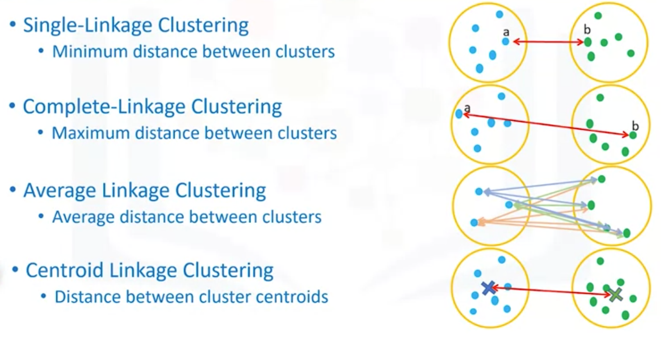 • Single-Linkage Clustering
• Minimum distance between clusters
a
b
• Complete-Linkage Clustering
• Maximum distance between clusters
a
b
• Average Linkage Clustering
• Average distance between clusters
• Centroid Linkage Clustering
• Distance between cluster centroids